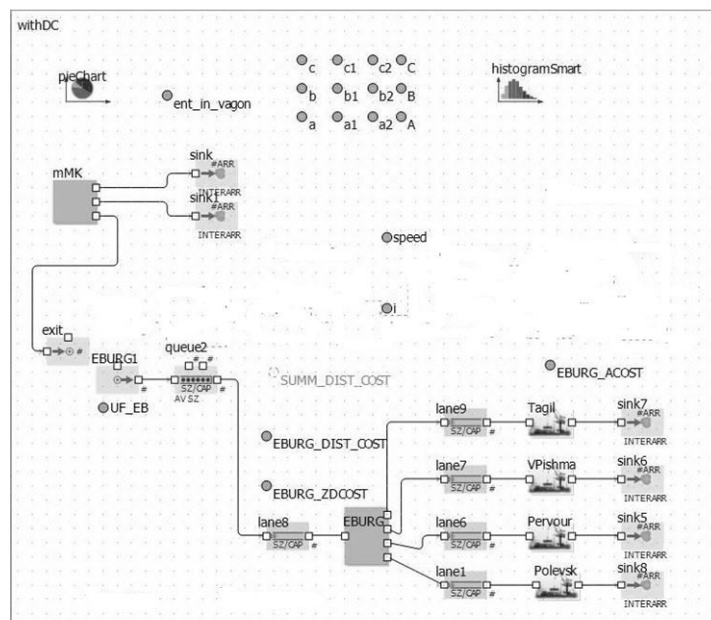 withDC
pieChart
ent_in_vagon
c c1 c2 C
b b1 b2 B
a a1 a2 A
histogramSmart
mMK
sink
#ARR
INTERARR
sink1
#ARR
INTERARR
speed
i
exit
#
EBURG1
#
UF_EB
queue2
# #
SZ/CAP
#
AV SZ
SUMM_DIST_COST
EBURG_ACOST
EBURG_DIST_COST
EBURG_ZDCOST
lane8
SZ/CAP
#
EBURG
lane9
SZ/CAP
#
Tagil
sink7
#ARR
INTERARR
lane7
SZ/CAP
#
VPishma
sink6
#ARR
INTERARR
lane6
SZ/CAP
#
Pervour
sink5
#ARR
INTERARR
lane1
SZ/CAP
#
Polevsk
sink8
#ARR
INTERARR